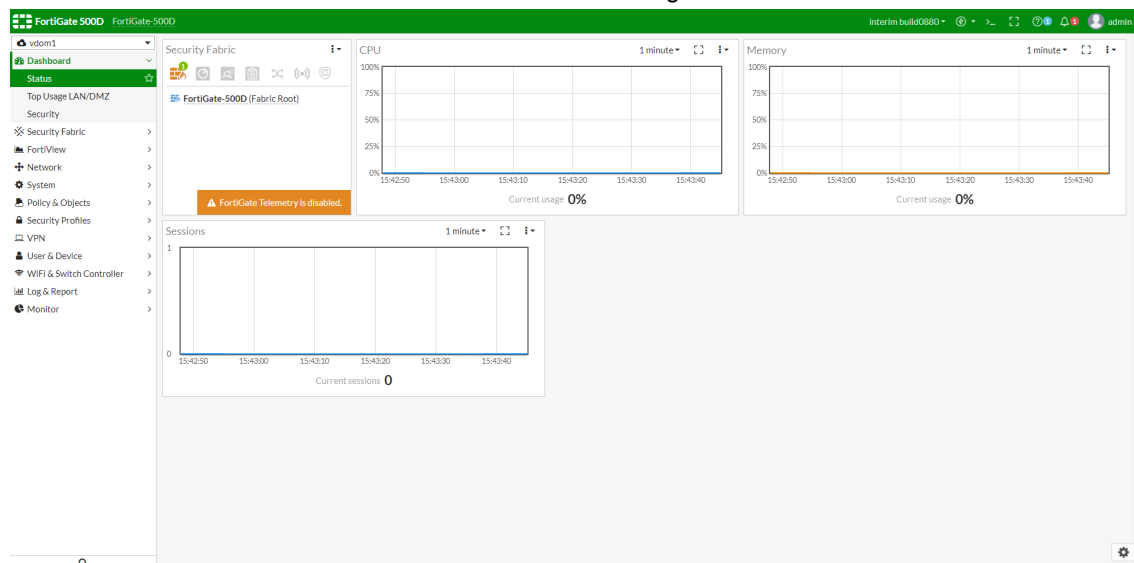 FortiGate 500D FortiGate-500D interim build0880 >_ 1 1 admin
vdom1
Dashboard
Status
Top Usage LAN/DMZ
Security
Security Fabric
FortiView
Network
System
Policy & Objects
Security Profiles
VPN
User & Device
WiFi & Switch Controller
Log & Report
Monitor
Security Fabric
1
FortiGate-500D (Fabric Root)
FortiGate Telemetry is disabled.
CPU 1 minute
100%
75%
50%
25%
0%
15:42:50 15:43:00 15:43:10 15:43:20 15:43:30 15:43:40
Current usage 0%
Memory 1 minute
100%
75%
50%
25%
0%
15:42:50 15:43:00 15:43:10 15:43:20 15:43:30 15:43:40
Current usage 0%
Sessions 1 minute
1
0
15:42:50 15:43:00 15:43:10 15:43:20 15:43:30 15:43:40
Current sessions 0